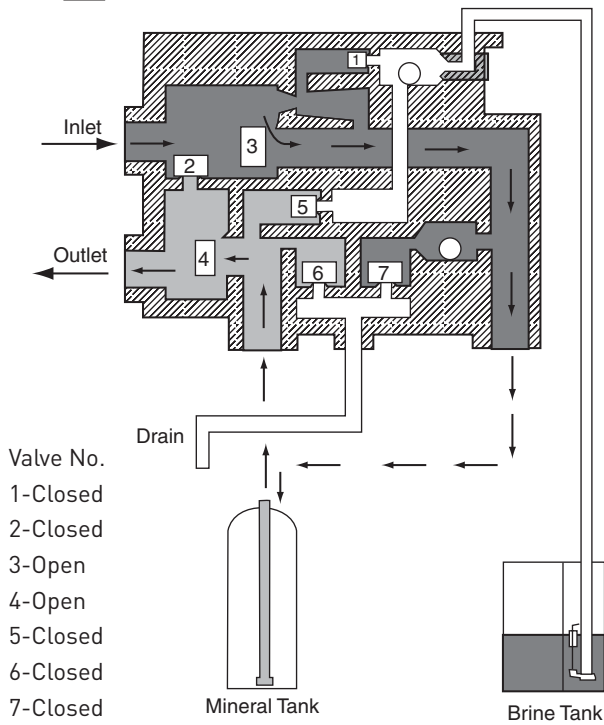 1
Inlet
3
2
5
Outlet
4
6
7
Drain
Valve No.
1-Closed
2-Closed
3-Open
4-Open
5-Closed
6-Closed
7-Closed
Mineral Tank
Brine Tank